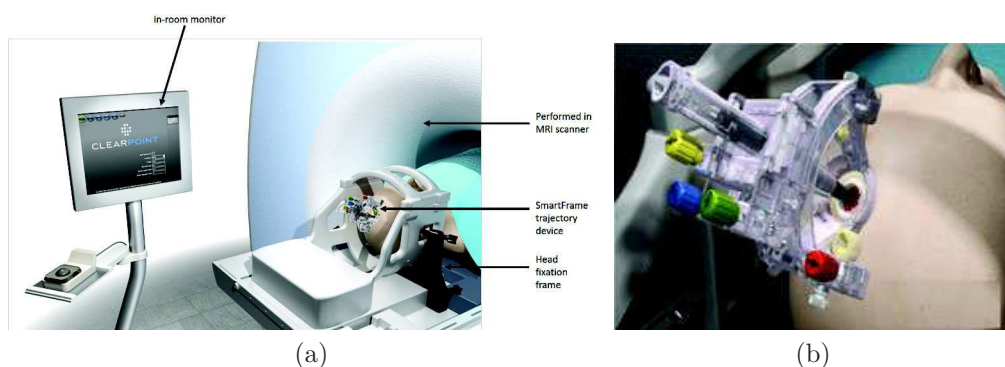 In-room monitor
CLEARPOINT
Performed in
MRI scanner
SmartFrame
trajectory
device
Head
fixation
frame
(a)
(b)